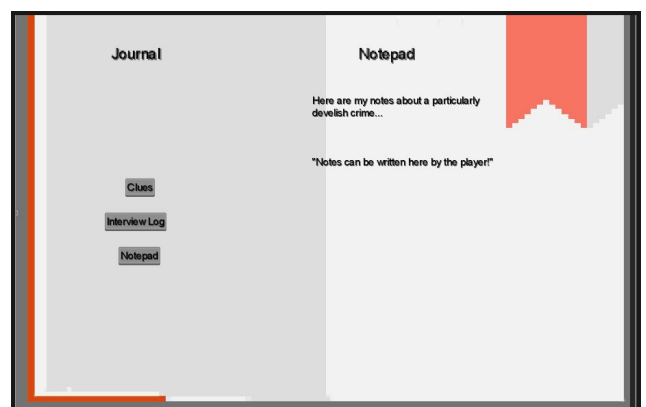 Journal
Clues
Interview Log
Notepad
Notepad
Here are my notes about a particularly
develish crime...
"Notes can be written here by the player!"